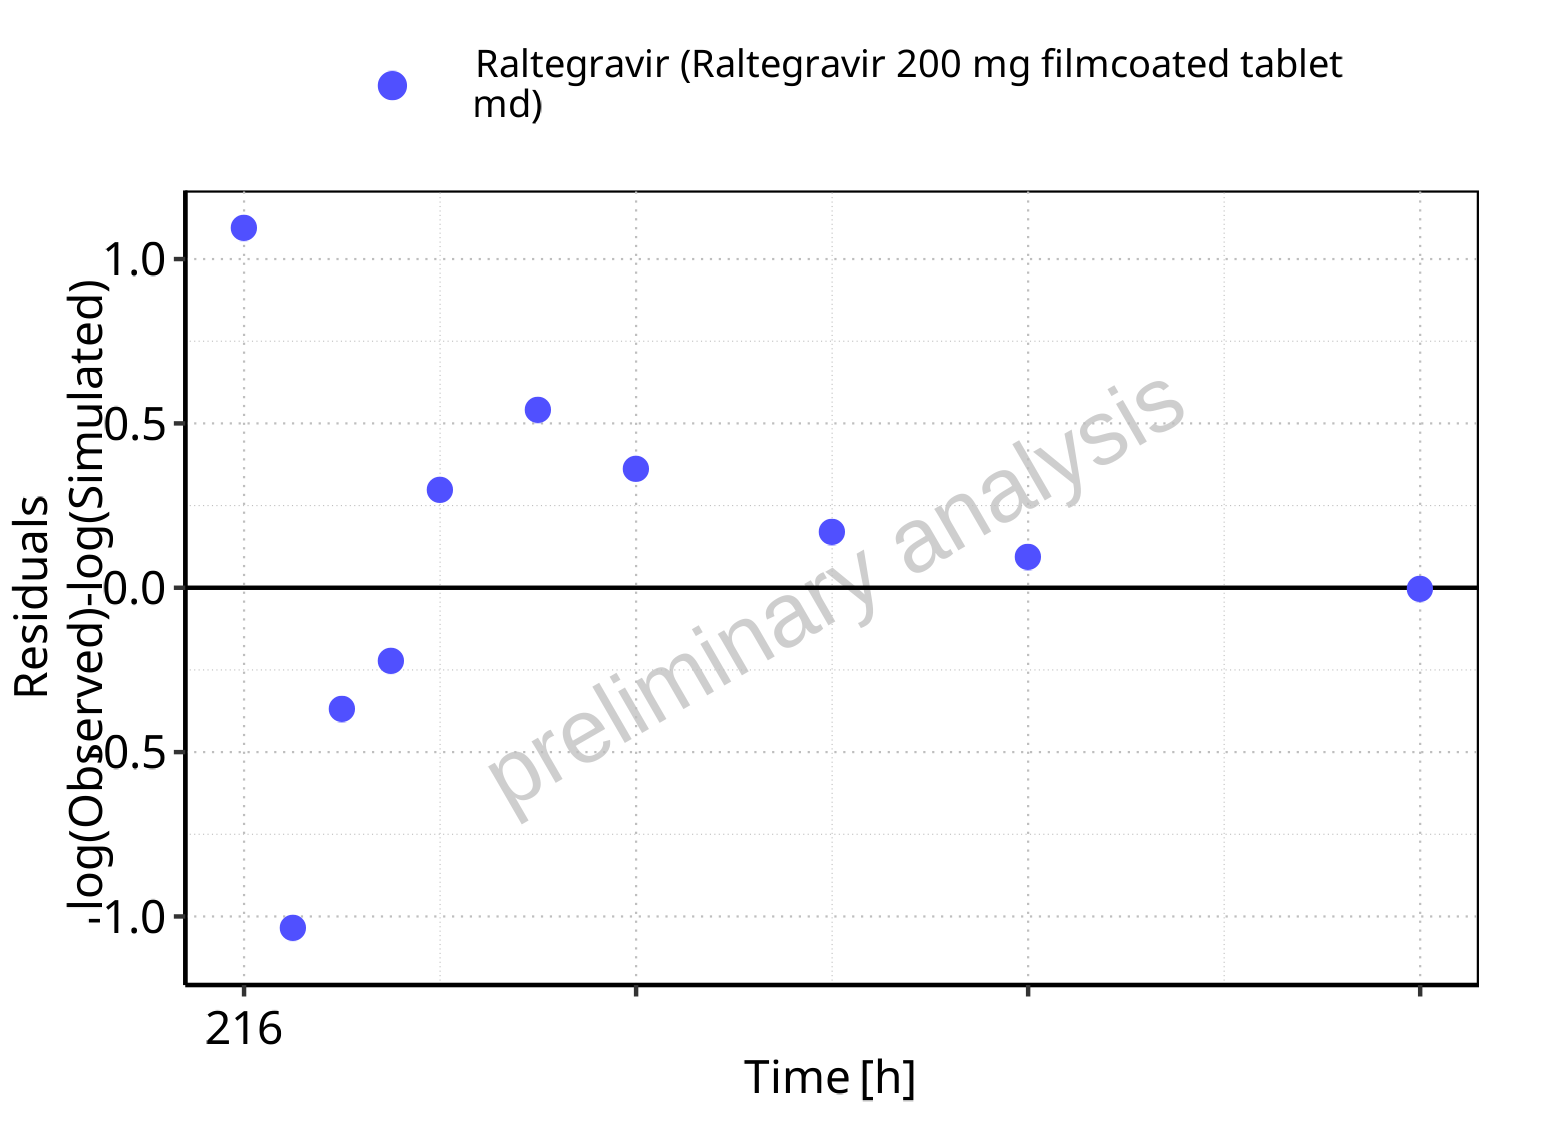 Raltegravir (Raltegravir 200 mg filmcoated tablet
md)
Residuals
-log(Observed)-log(Simulated)
1.0
0.5
0.0
-0.5
-1.0
preliminary analysis
216
Time [h]